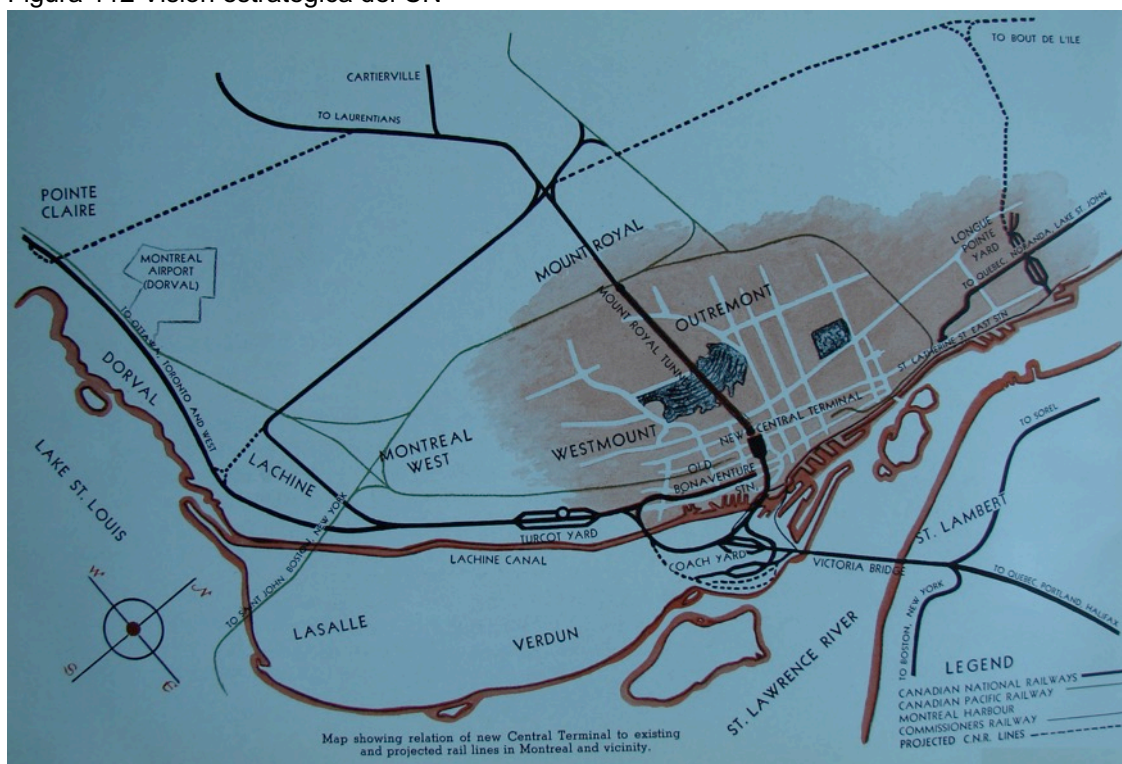 Figura 112 Visión estratégica del CN
TO BOUT DE L'ILE
CARTIERVILLE
TO LAURENTIANS
POINTE
CLAIRE
MONTREAL
AIRPORT
(DORVAL)
MOUNT ROYAL
LONGUE
POINTE
YARD
TO QUEBEC, NORANDA, LAKE ST. JOHN
OUTREMONT
MOUNT ROYAL TUNNEL
TO OTTAWA, TORONTO AND WEST
DORVAL
ST. CATHERINE ST. EAST STN
NEW CENTRAL TERMINAL
WESTMOUNT
MONTREAL
WEST
OLD
BONAVENTURE
STN.
LACHINE
LAKE ST. LOUIS
TO SOREL
ST. LAMBERT
TURCOT YARD
LACHINE CANAL
COACH YARD
VICTORIA BRIDGE
TO QUEBEC, PORTLAND, HALIFAX
TO SAINT JOHN BOSTON, NEW YORK
TO BOSTON, NEW YORK
W
N
S
E
LASALLE
VERDUN
ST. LAWRENCE RIVER
LEGEND
CANADIAN NATIONAL RAILWAYS
CANADIAN PACIFIC RAILWAY
MONTREAL HARBOUR
COMMISSIONERS RAILWAY
PROJECTED C.N.R. LINES
Map showing relation of new Central Terminal to existing
and projected rail lines in Montreal and vicinity.